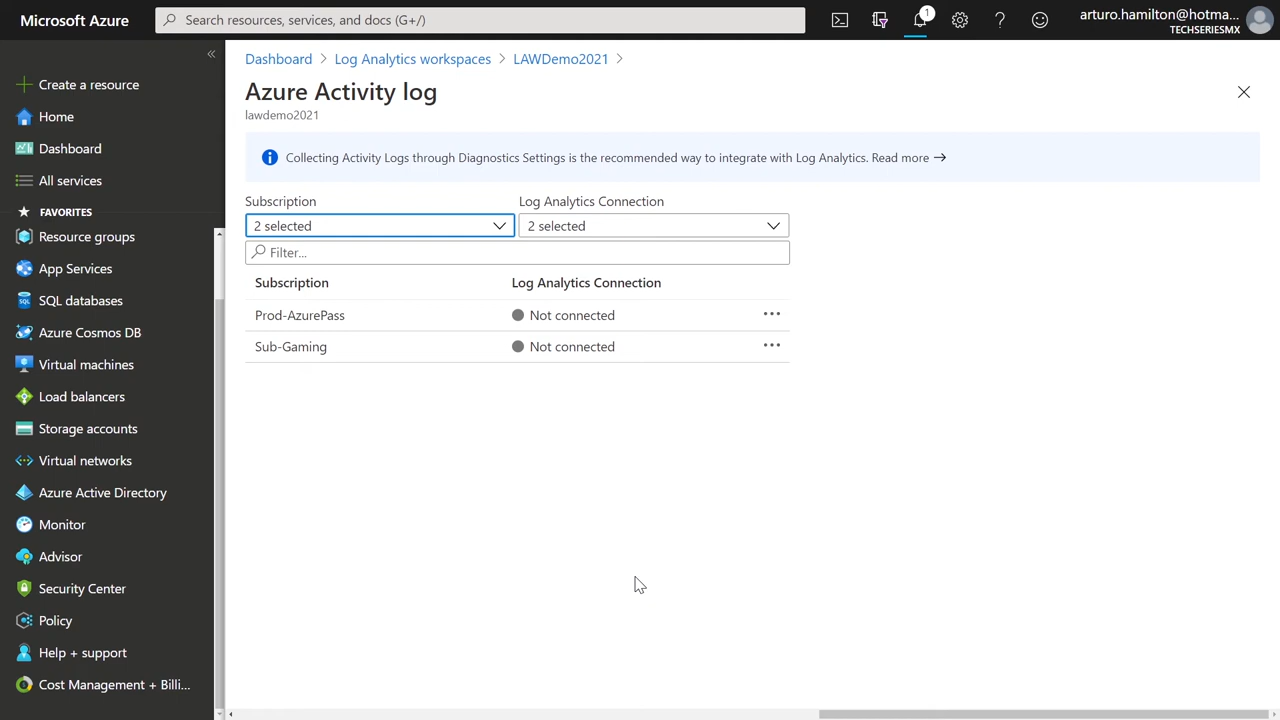 Microsoft Azure
Search resources, services, and docs (G+/)
1
arturo.hamilton@hotma...
TECHSERIESMX
Create a resource
Home
Dashboard
All services
FAVORITES
Resource groups
App Services
SQL databases
Azure Cosmos DB
Virtual machines
Load balancers
Storage accounts
Virtual networks
Azure Active Directory
Monitor
Advisor
Security Center
Policy
Help + support
Cost Management + Billi...
Dashboard > Log Analytics workspaces > LAWDemo2021 >
Azure Activity log
lawdemo2021
Collecting Activity Logs through Diagnostics Settings is the recommended way to integrate with Log Analytics. Read more →
Subscription Log Analytics Connection
2 selected 2 selected
Filter...
Subscription Log Analytics Connection
Prod-AzurePass Not connected ...
Sub-Gaming Not connected ...